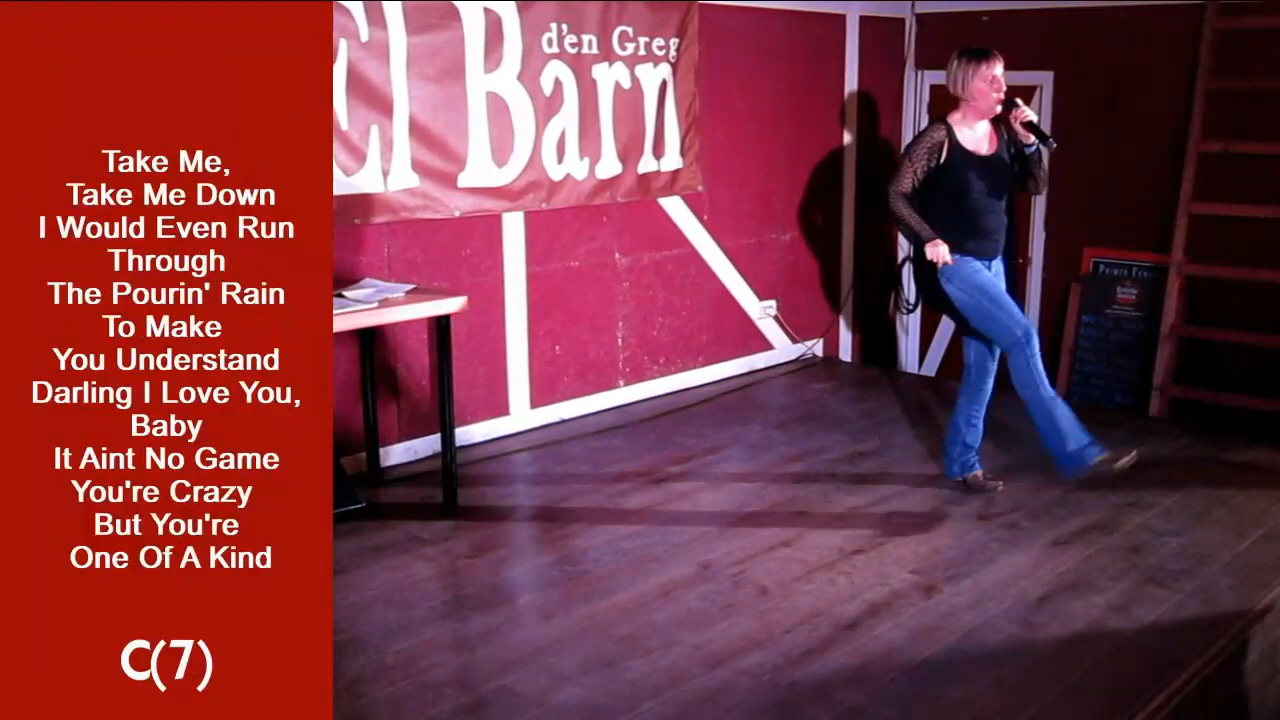 Take Me,
Take Me Down
I Would Even Run
Through
The Pourin' Rain
To Make
You Understand
Darling I Love You,
Baby
It Aint No Game
You're Crazy
But You're
One Of A Kind
C(7)
d'en Greg
El Barn